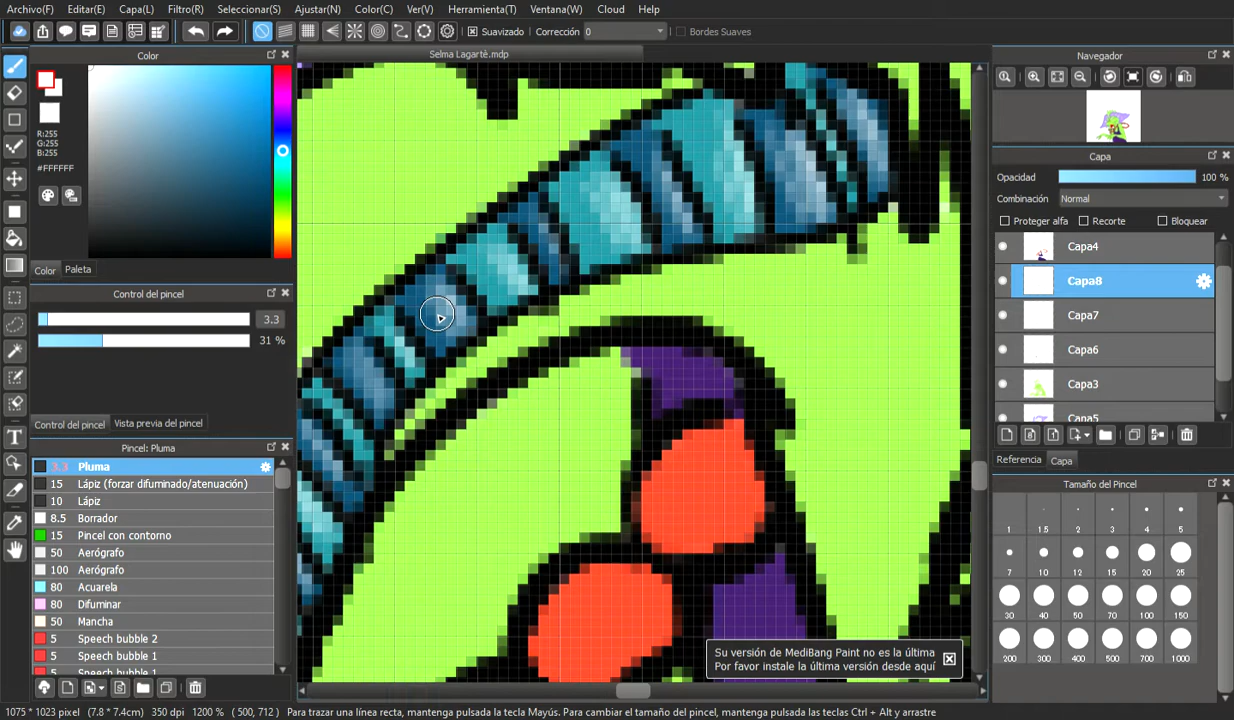 Archivo(F) Editar(E) Capa(L) Filtro(R) Seleccionar(S) Ajustar(N) Color(C) Ver(V) Herramienta(T) Ventana(W) Cloud Help
Suavizado Corrección 0 Bordes Suaves
Color
Selma Lagartè.mdp
Navegador
R:255
G:255
B:255
#FFFFFF
Color Paleta
Capa
Opacidad 100 %
Combinación Normal
Proteger alfa Recorte Bloquear
Capa4
Capa8
Capa7
Capa6
Capa3
Capa5
Control del pincel
3.3
31 %
Control del pincel Vista previa del pincel
Referencia Capa
Pincel: Pluma
3.3 Pluma
15 Lápiz (forzar difuminado/atenuación)
10 Lápiz
8.5 Borrador
15 Pincel con contorno
50 Aerógrafo
100 Aerógrafo
80 Acuarela
80 Difuminar
50 Mancha
5 Speech bubble 2
5 Speech bubble 1
5 Speech bubble 1
Tamaño del Pincel
1 1.5 2 3 4 5
7 10 12 15 20 25
30 40 50 70 100 150
200 300 400 500 700 1000
Su versión de MediBang Paint no es la última
Por favor instale la última versión desde aquí
1075 * 1023 pixel (7.8 * 7.4cm) 350 dpi 1200 % ( 500, 712 ) Para trazar una línea recta, mantenga pulsada la tecla Mayús. Para cambiar el tamaño del pincel, mantenga pulsada las teclas Ctrl + Alt y arrastre